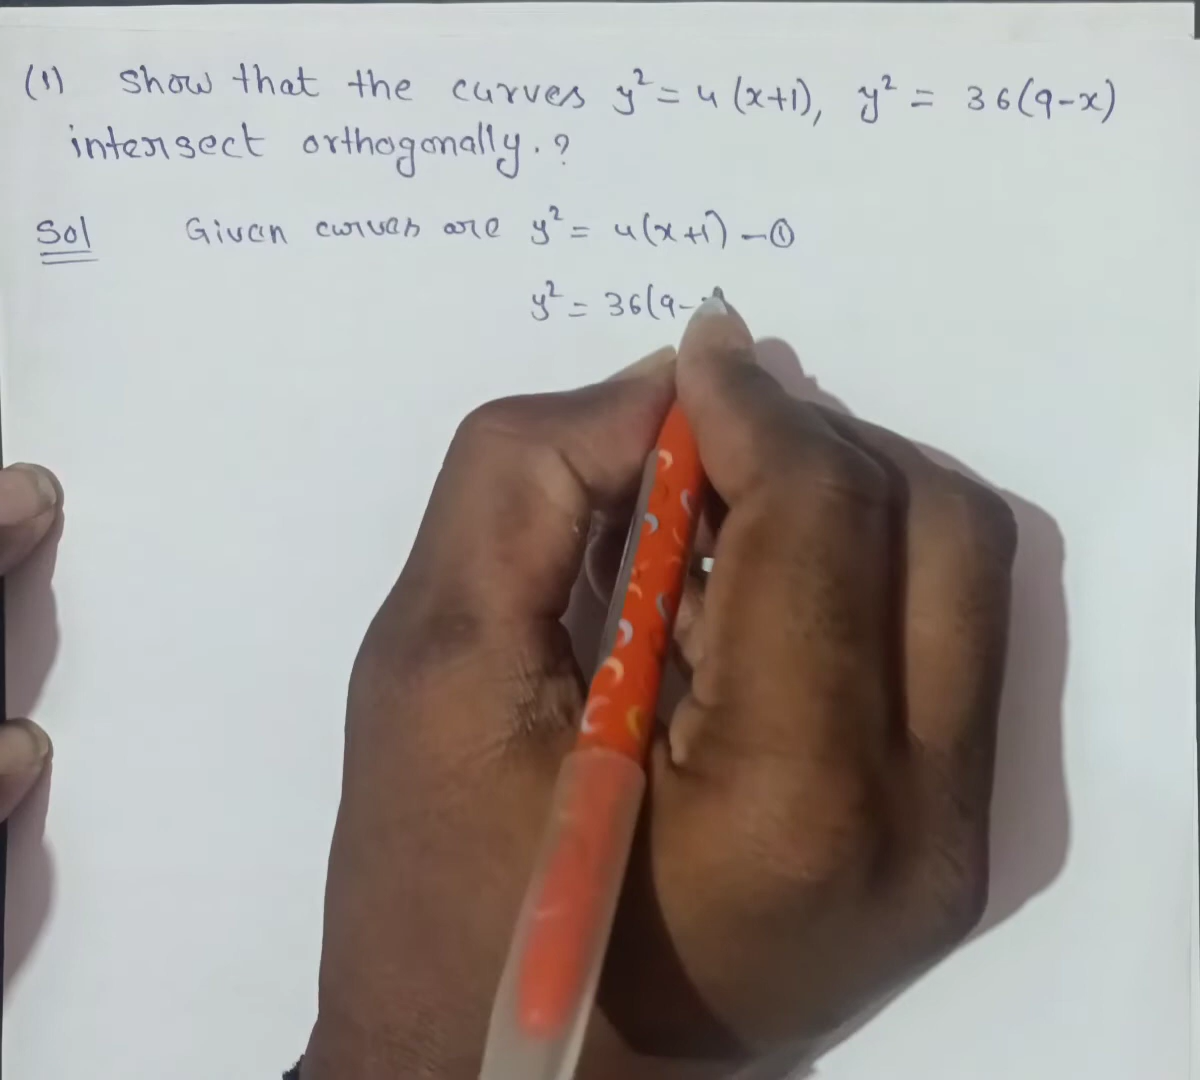 (1) Show that the curves y² = 4(x+1), y² = 36(9-x)
intersect orthogonally.?
Sol Given curves are y² = 4(x+1) - ①
y² = 36(9-